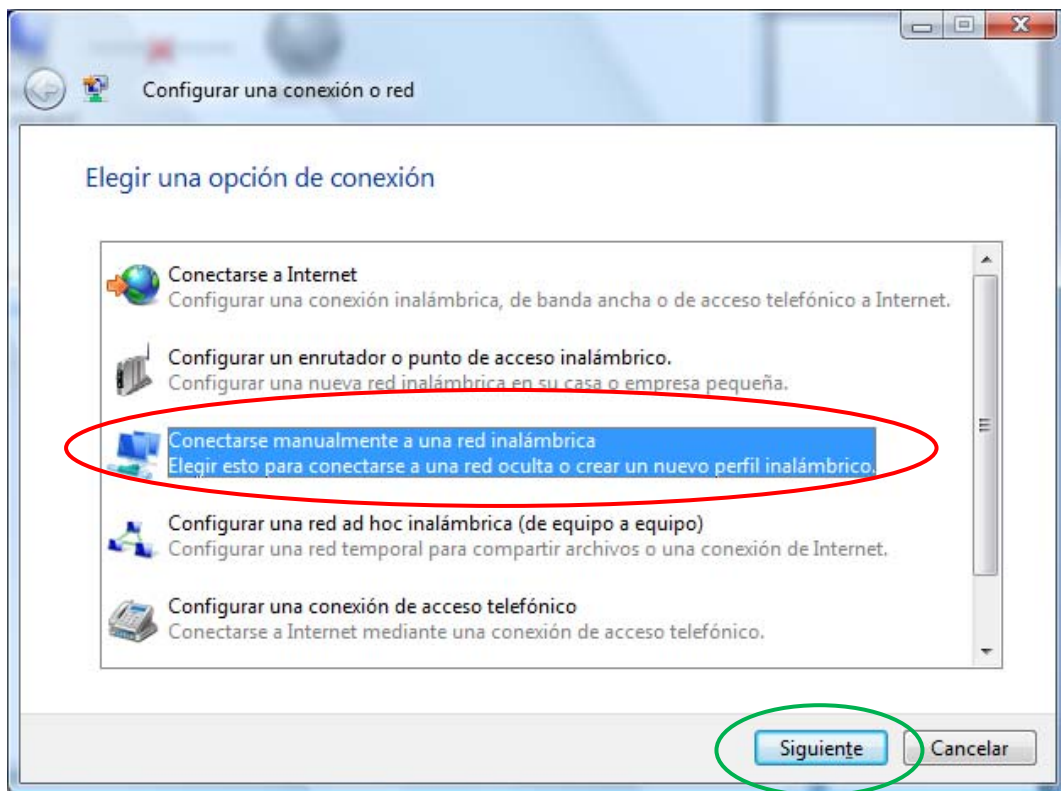 Configurar una conexión o red
Elegir una opción de conexión
Conectarse a Internet
Configurar una conexión inalámbrica, de banda ancha o de acceso telefónico a Internet.
Configurar un enrutador o punto de acceso inalámbrico.
Configurar una nueva red inalámbrica en su casa o empresa pequeña.
Conectarse manualmente a una red inalámbrica
Elegir esto para conectarse a una red oculta o crear un nuevo perfil inalámbrico.
Configurar una red ad hoc inalámbrica (de equipo a equipo)
Configurar una red temporal para compartir archivos o una conexión de Internet.
Configurar una conexión de acceso telefónico
Conectarse a Internet mediante una conexión de acceso telefónico.
Siguiente
Cancelar